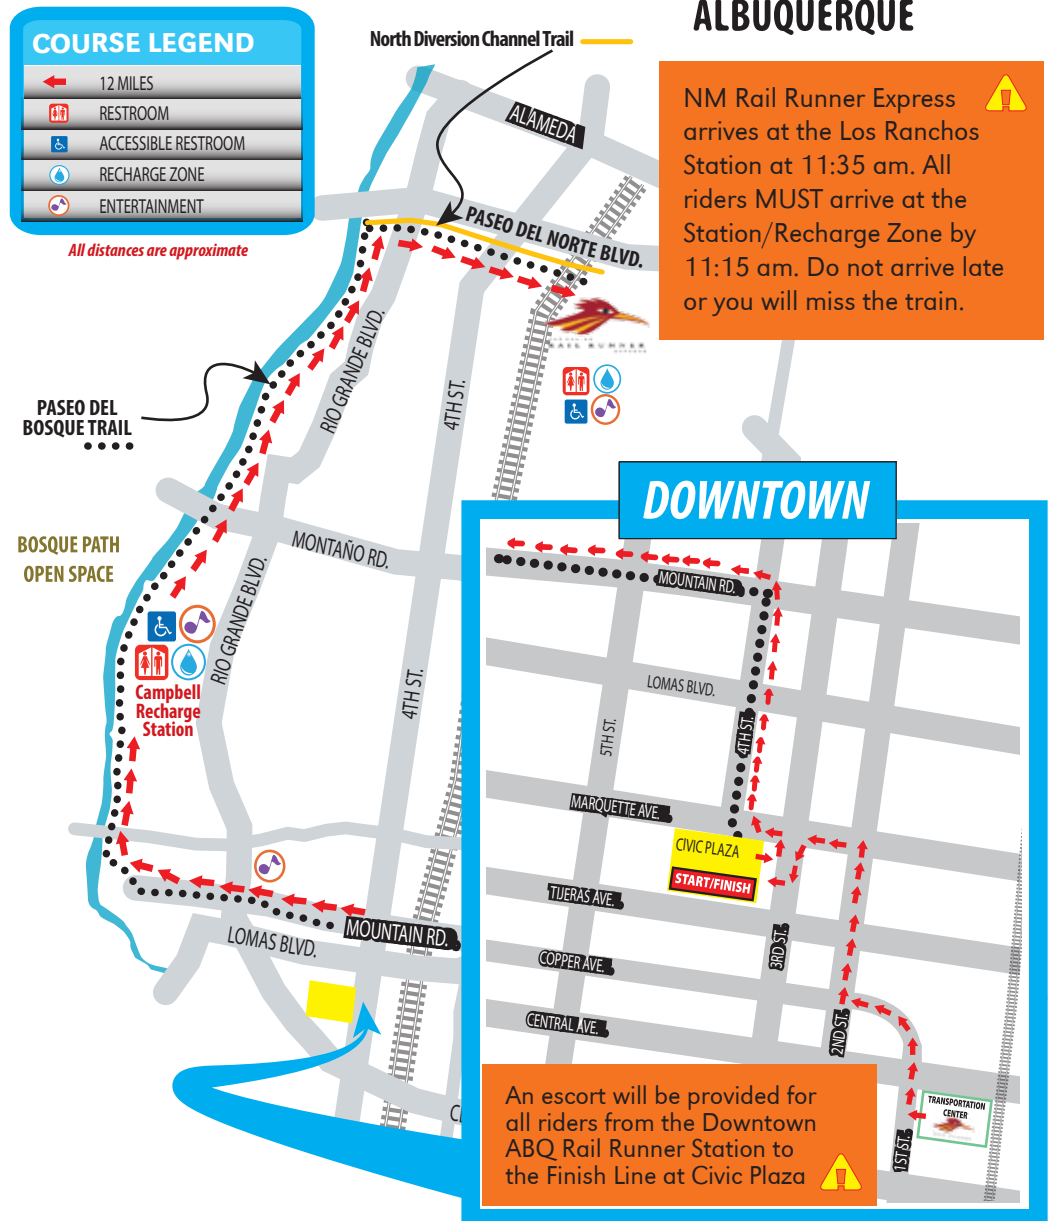 ALBUQUERQUE
COURSE LEGEND
12 MILES
RESTROOM
ACCESSIBLE RESTROOM
RECHARGE ZONE
ENTERTAINMENT
All distances are approximate
North Diversion Channel Trail
ALAMEDA
PASEO DEL NORTE BLVD.
NM Rail Runner Express
arrives at the Los Ranchos
Station at 11:35 am. All
riders MUST arrive at the
Station/Recharge Zone by
11:15 am. Do not arrive late
or you will miss the train.
RAIL RUNNER
RIO GRANDE BLVD.
4TH ST.
PASEO DEL
BOSQUE TRAIL
BOSQUE PATH
OPEN SPACE
MONTAÑO RD.
RIO GRANDE BLVD.
4TH ST.
Campbell
Recharge
Station
MOUNTAIN RD.
LOMAS BLVD.
DOWNTOWN
MOUNTAIN RD.
LOMAS BLVD.
5TH ST.
4TH ST.
MARQUETTE AVE.
CIVIC PLAZA
START/FINISH
TIJERAS AVE.
3RD ST.
COPPER AVE.
CENTRAL AVE.
2ND ST.
TRANSPORTATION
CENTER
1ST ST.
An escort will be provided for
all riders from the Downtown
ABQ Rail Runner Station to
the Finish Line at Civic Plaza